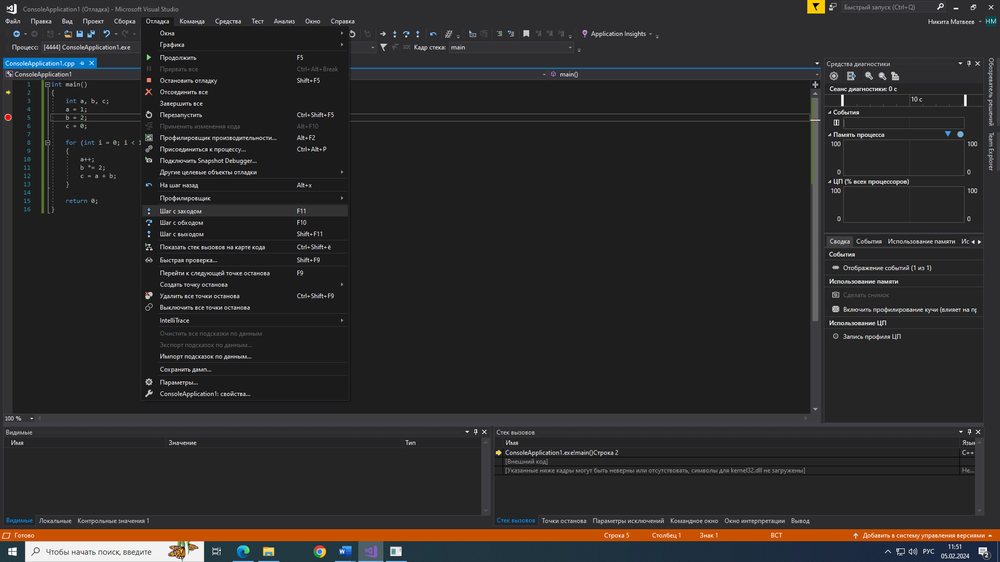 ConsoleApplication1 (Отладка) - Microsoft Visual Studio
Быстрый запуск (Ctrl+Q)
Файл Правка Вид Проект Сборка Отладка Команда Средства Тест Анализ Окно Справка
Никита Матвеев НМ
Application Insights
Процесс: [4444] ConsoleApplication1.exe
Кадр стека: main
ConsoleApplication1.cpp
ConsoleApplication1
main()
1 int main()
2 {
3 int a, b, c;
4 a = 1;
5 b = 2;
6 c = 0;
7
8 for (int i = 0; i < 1
9 {
10 a++;
11 b *= 2;
12 c = a + b;
13 }
14
15 return 0;
16 }
Окна
Графика
Продолжить F5
Прервать все Ctrl+Alt+Break
Остановить отладку Shift+F5
Отсоединить все
Завершить все
Перезапустить Ctrl+Shift+F5
Применить изменения кода Alt+F10
Профилировщик производительности... Alt+F2
Присоединиться к процессу... Ctrl+Alt+P
Подключить Snapshot Debugger...
Другие целевые объекты отладки
На шаг назад Alt+x
Профилировщик
Шаг с заходом F11
Шаг с обходом F10
Шаг с выходом Shift+F11
Показать стек вызовов на карте кода Ctrl+Shift+ё
Быстрая проверка... Shift+F9
Перейти к следующей точке останова F9
Создать точку останова
Удалить все точки останова Ctrl+Shift+F9
Выключить все точки останова
IntelliTrace
Очистить все подсказки по данным
Экспорт подсказок по данным...
Импорт подсказок по данным...
Сохранить дамп...
Параметры...
ConsoleApplication1: свойства...
Средства диагностики
Сеанс диагностики: 0 с
10 с
События
Память процесса
100 100
0 0
ЦП (% всех процессоров)
100 100
0 0
Сводка События Использование памяти Ис
События
Отображение событий (1 из 1)
Использование памяти
Сделать снимок
Включить профилирование кучи (влияет на пр
Использование ЦП
Запись профиля ЦП
Обозреватель решений
Team Explorer
100 %
Видимые
Имя Значение Тип
Видимые Локальные Контрольные значения 1
Стек вызовов
Имя Язык
ConsoleApplication1.exe!main()Строка 2 C++
[Внешний код]
[Указанные ниже кадры могут быть неверны или отсутствовать, символы для kernel32.dll не загружены] Не...
Стек вызовов Точки останова Параметры исключений Командное окно Окно интерпретации Вывод
Готово
Строка 5 Столбец 1 Знак 1 ВСТ
Добавить в систему управления версиями
Чтобы начать поиск, введите
РУС
11:51
05.02.2024
2